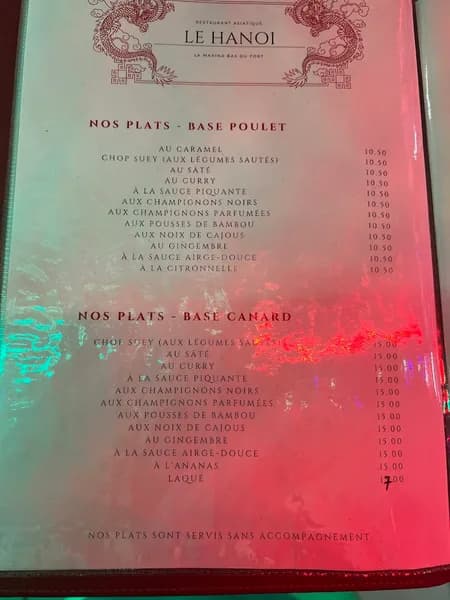 RESTAURANT ASIATIQUE
LE HANOI
LA MARINA BAS DU FORT
NOS PLATS - BASE POULET
AU CARAMEL 10.50
CHOP SUEY (AUX LÉGUMES SAUTÉS) 10.50
AU SÂTÉ 10.50
AU CURRY 10.50
À LA SAUCE PIQUANTE 10.50
AUX CHAMPIGNONS NOIRS 10.50
AUX CHAMPIGNONS PARFUMÉES 10.50
AUX POUSSES DE BAMBOU 10.50
AUX NOIX DE CAJOUS 10.50
AU GINGEMBRE 10.50
À LA SAUCE AIRGE-DOUCE 10.50
À LA CITRONNELLE 10.50
NOS PLATS - BASE CANARD
CHOP SUEY (AUX LÉGUMES SAUTÉS) 15.00
AU SÂTÉ 15.00
AU CURRY 15.00
À LA SAUCE PIQUANTE 15.00
AUX CHAMPIGNONS NOIRS 15.00
AUX CHAMPIGNONS PARFUMÉES 15.00
AUX POUSSES DE BAMBOU 15.00
AUX NOIX DE CAJOUS 15.00
AU GINGEMBRE 15.00
À LA SAUCE AIRGE-DOUCE 15.00
À L'ANANAS 15.00
LAQUÉ 17.00
NOS PLATS SONT SERVIS SANS ACCOMPAGNEMENT